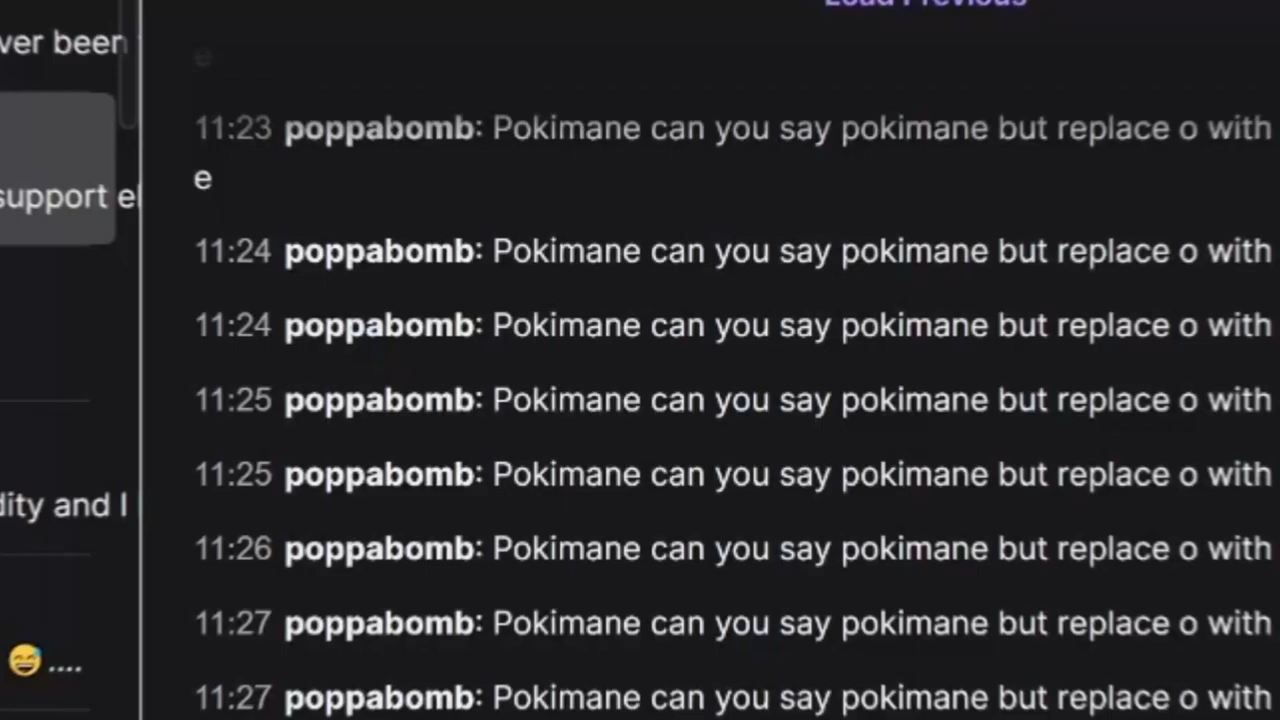 Load Previous
ver been
e
11:23 poppabomb: Pokimane can you say pokimane but replace o with
e
support el
11:24 poppabomb: Pokimane can you say pokimane but replace o with
11:24 poppabomb: Pokimane can you say pokimane but replace o with
11:25 poppabomb: Pokimane can you say pokimane but replace o with
11:25 poppabomb: Pokimane can you say pokimane but replace o with
dity and I
11:26 poppabomb: Pokimane can you say pokimane but replace o with
11:27 poppabomb: Pokimane can you say pokimane but replace o with
😅....
11:27 poppabomb: Pokimane can you say pokimane but replace o with